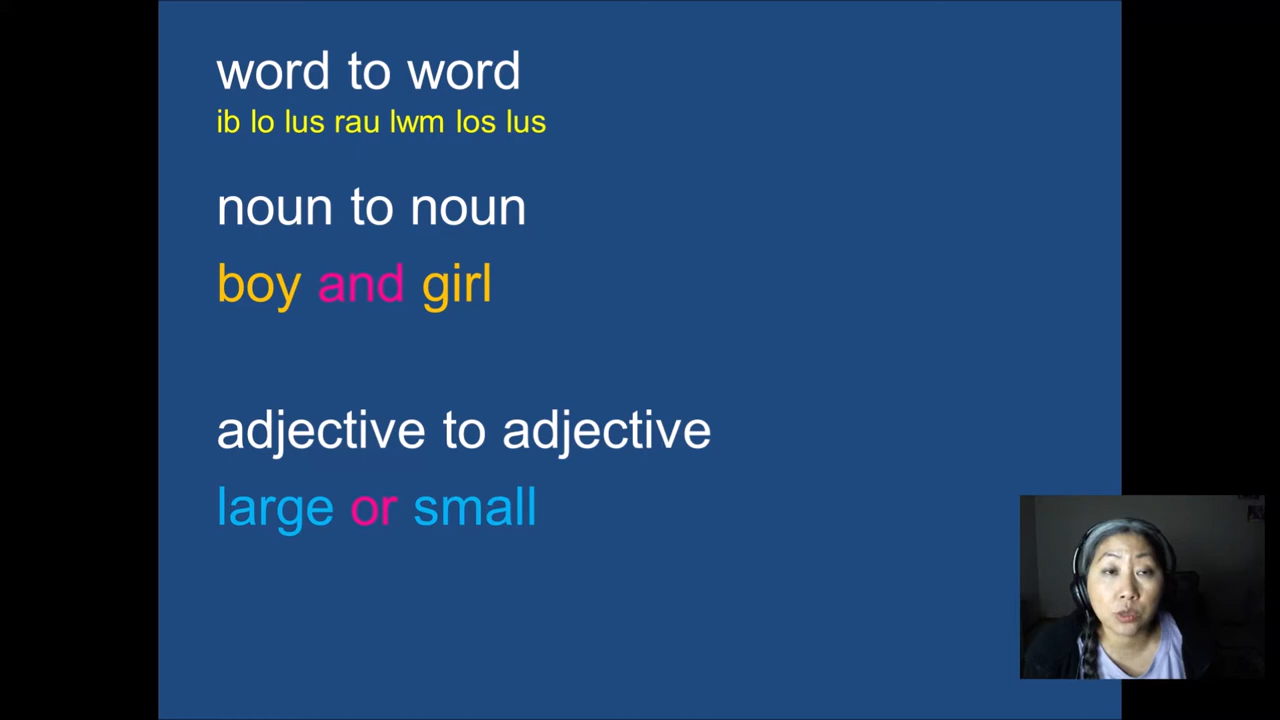 word to word
ib lo lus rau lwm los lus
noun to noun
boy and girl
adjective to adjective
large or small